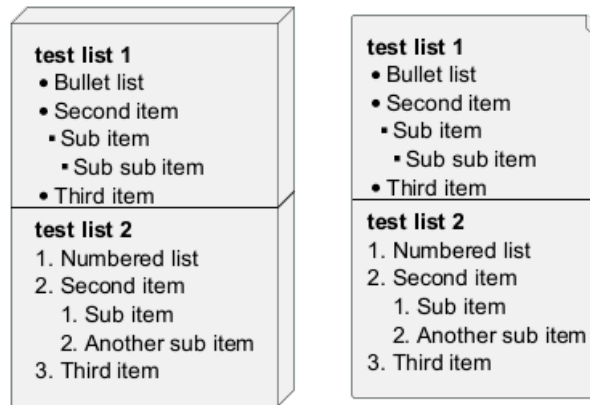 test list 1
• Bullet list
• Second item
▪ Sub item
▪ Sub sub item
• Third item
test list 2
1. Numbered list
2. Second item
1. Sub item
2. Another sub item
3. Third item
test list 1
• Bullet list
• Second item
▪ Sub item
▪ Sub sub item
• Third item
test list 2
1. Numbered list
2. Second item
1. Sub item
2. Another sub item
3. Third item